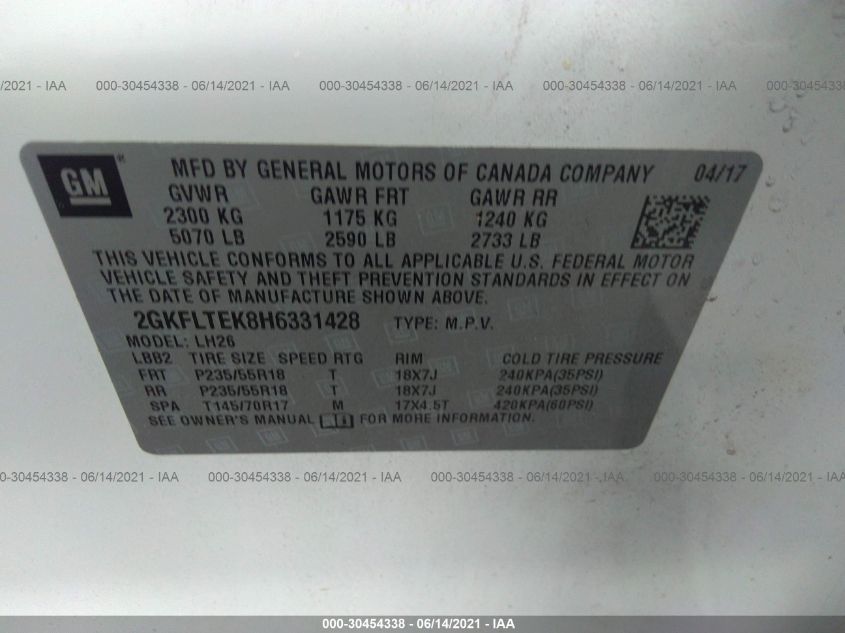 /2021 - IAA 000-30454338 - 06/14/2021 - IAA 000-30454338 - 06/14/2021 - IAA 000-30454338 - 06/14/2021 - IAA 000-30454338
GM ® MFD BY GENERAL MOTORS OF CANADA COMPANY 04/17
GVWR GAWR FRT GAWR RR
2300 KG 1175 KG 1240 KG
5070 LB 2590 LB 2733 LB
THIS VEHICLE CONFORMS TO ALL APPLICABLE U.S. FEDERAL MOTOR
VEHICLE SAFETY AND THEFT PREVENTION STANDARDS IN EFFECT ON
THE DATE OF MANUFACTURE SHOWN ABOVE.
2GKFLTEK8H6331428 TYPE: M.P.V.
MODEL: LH26
LBB2 TIRE SIZE SPEED RTG RIM COLD TIRE PRESSURE
FRT P235/55R18 T 18X7J 240KPA(35PSI)
RR P235/55R18 T 18X7J 240KPA(35PSI)
SPA T145/70R17 M 17X4.5T 420KPA(60PSI)
SEE OWNER'S MANUAL FOR MORE INFORMATION.
000-30454338 - 06/14/2021 - IAA 000-30454338 - 06/14/2021 - IAA 000-30454338 - 06/14/2021 - IAA 000-30454338 - 06/14/2021
000-30454338 - 06/14/2021 - IAA